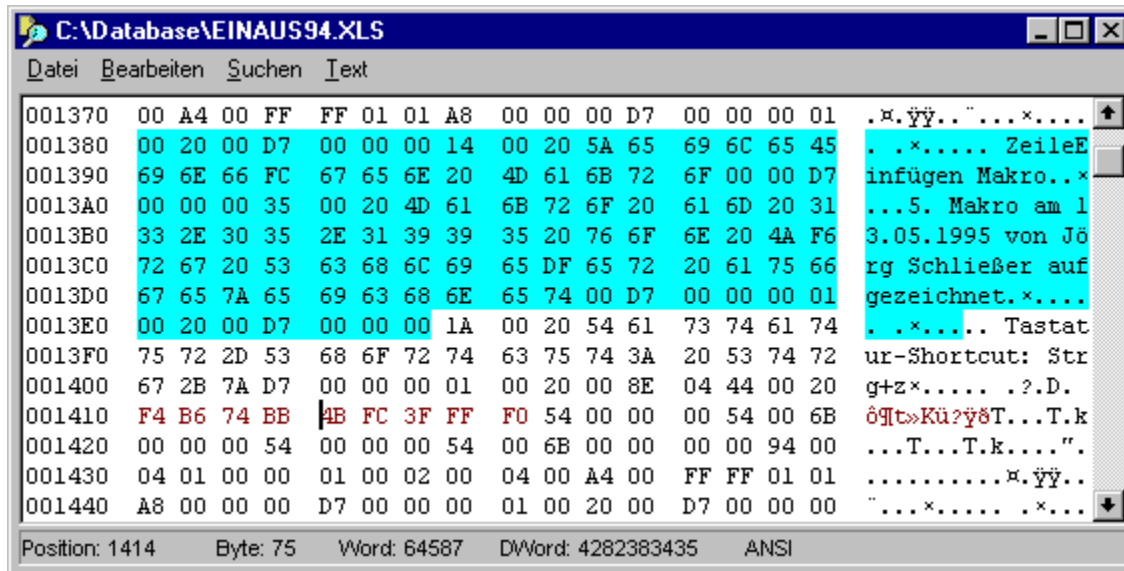 C:\Database\EINAUS94.XLS
Datei Bearbeiten Suchen Text
001370 00 A4 00 FF FF 01 01 A8 00 00 00 D7 00 00 00 01 .¤.ÿÿ..¨...×....
001380 00 20 00 D7 00 00 00 14 00 20 5A 65 69 6C 65 45 . .×..... ZeileE
001390 69 6E 66 FC 67 65 6E 20 4D 61 6B 72 6F 00 00 D7 infügen Makro..×
0013A0 00 00 00 35 00 20 4D 61 6B 72 6F 20 61 6D 20 31 ...5. Makro am 1
0013B0 33 2E 30 35 2E 31 39 39 35 20 76 6F 6E 20 4A F6 3.05.1995 von Jö
0013C0 72 67 20 53 63 68 6C 69 65 DF 65 72 20 61 75 66 rg Schließer auf
0013D0 67 65 7A 65 69 63 68 6E 65 74 00 D7 00 00 00 01 gezeichnet.×....
0013E0 00 20 00 D7 00 00 00 1A 00 20 54 61 73 74 61 74 . .×..... Tastat
0013F0 75 72 2D 53 68 6F 72 74 63 75 74 3A 20 53 74 72 ur-Shortcut: Str
001400 67 2B 7A D7 00 00 00 01 00 20 00 8E 04 44 00 20 g+z×..... .?.D.
001410 F4 B6 74 BB 4B FC 3F FF F0 54 00 00 00 54 00 6B ô¶t»Kü?ÿðT...T.k
001420 00 00 00 54 00 00 00 54 00 6B 00 00 00 00 94 00 ...T...T.k....".
001430 04 01 00 00 01 00 02 00 04 00 A4 00 FF FF 01 01 ..........¤.ÿÿ..
001440 A8 00 00 00 D7 00 00 00 01 00 20 00 D7 00 00 00 ¨...×..... .×...
Position: 1414 Byte: 75 Word: 64587 DWord: 4282383435 ANSI